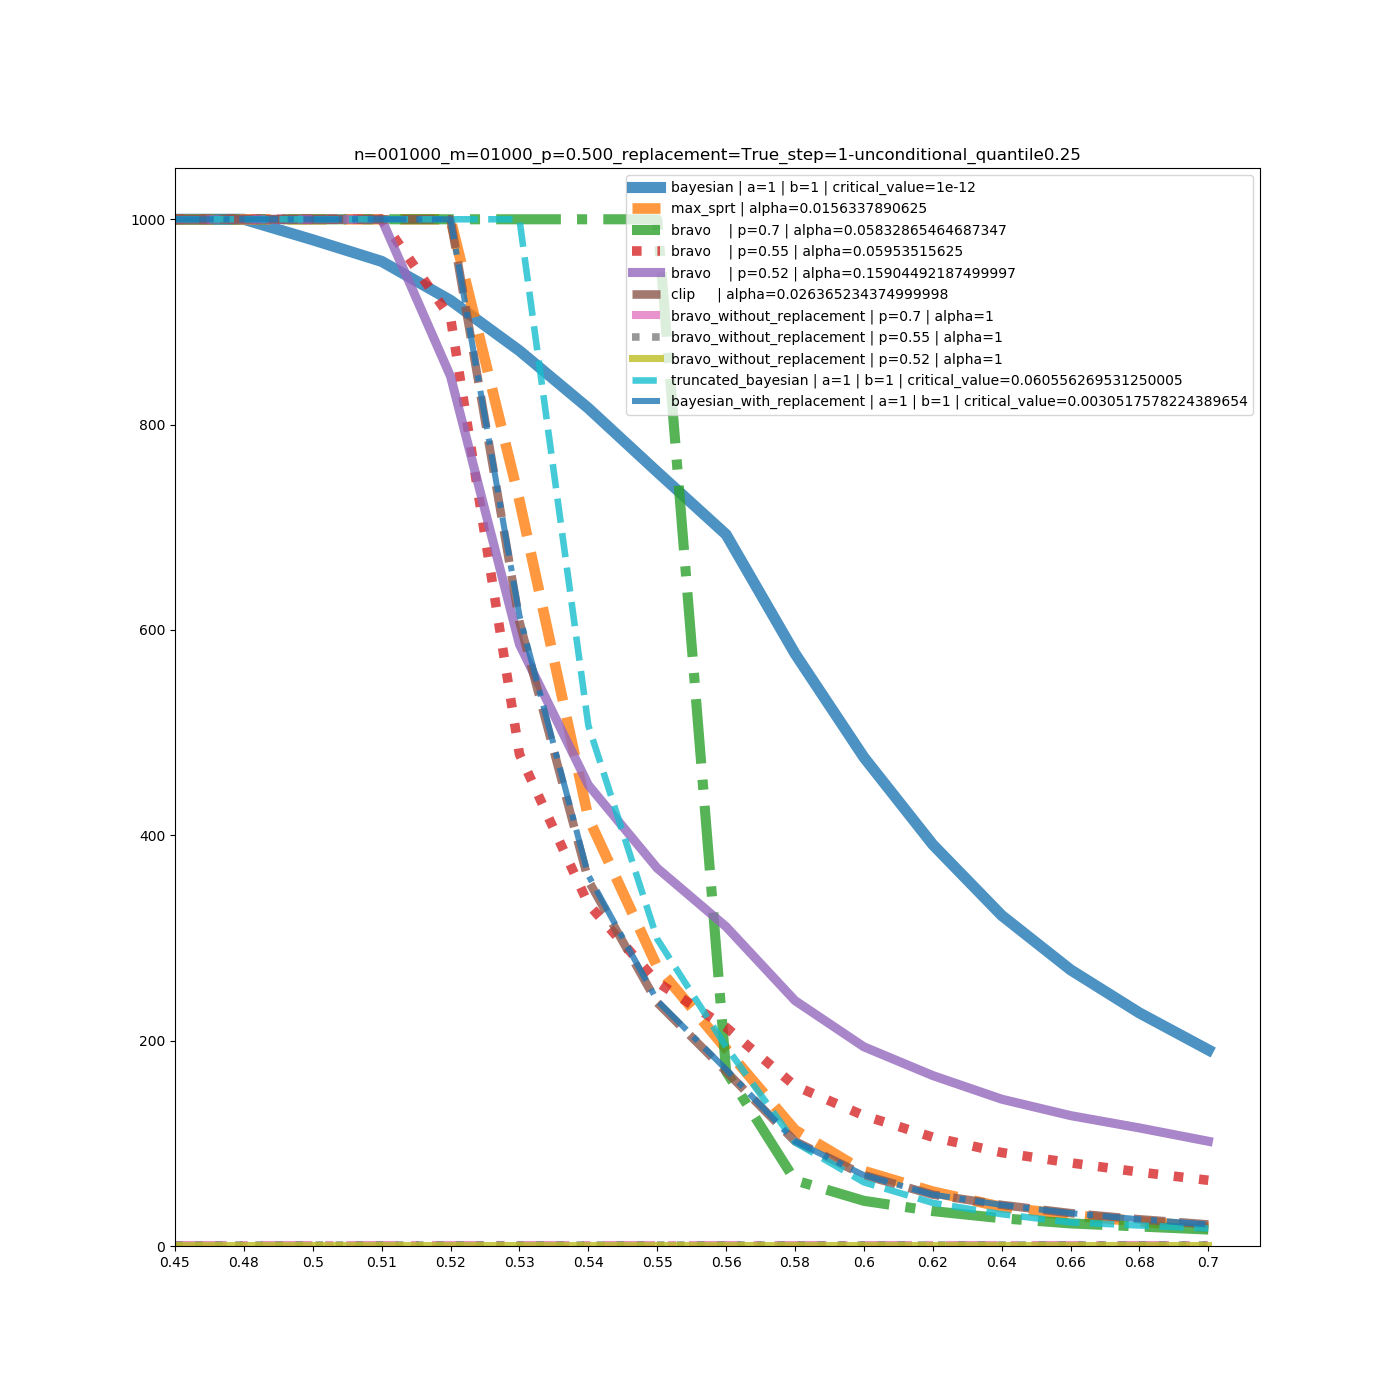 n=001000_m=01000_p=0.500_replacement=True_step=1-unconditional_quantile0.25
bayesian | a=1 | b=1 | critical_value=1e-12
max_sprt | alpha=0.0156337890625
bravo | p=0.7 | alpha=0.05832865464687347
bravo | p=0.55 | alpha=0.05953515625
bravo | p=0.52 | alpha=0.15904492187499997
clip | alpha=0.026365234374999998
bravo_without_replacement | p=0.7 | alpha=1
bravo_without_replacement | p=0.55 | alpha=1
bravo_without_replacement | p=0.52 | alpha=1
truncated_bayesian | a=1 | b=1 | critical_value=0.060556269531250005
bayesian_with_replacement | a=1 | b=1 | critical_value=0.0030517578224389654
1000
800
600
400
200
0
0.45 0.48 0.5 0.51 0.52 0.53 0.54 0.55 0.56 0.58 0.6 0.62 0.64 0.66 0.68 0.7